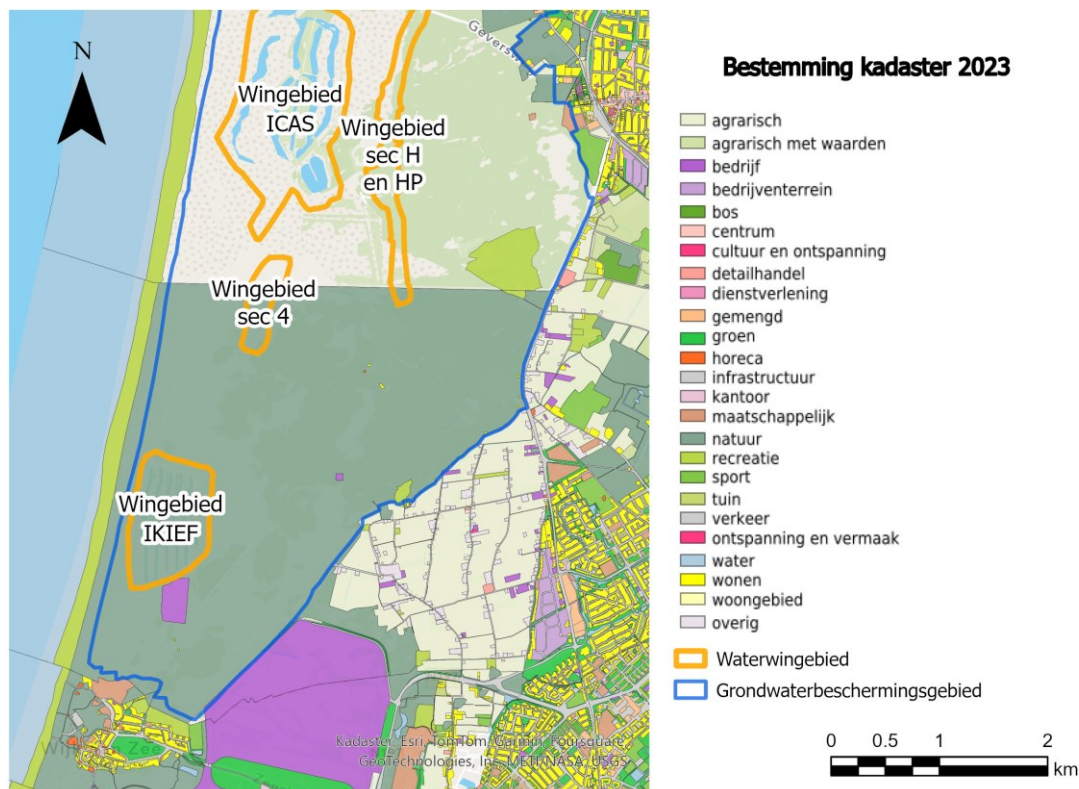 N
Geversw
Wingebied
ICAS
Wingebied
sec H
en HP
Wingebied
sec 4
Wingebied
IKIEF
Kadaster, Esri, TomTom, Garmin, Foursquare,
GeoTechnologies, Inc, METI/NASA, USGS
Bestemming kadaster 2023
agrarisch
agrarisch met waarden
bedrijf
bedrijventerrein
bos
centrum
cultuur en ontspanning
detailhandel
dienstverlening
gemengd
groen
horeca
infrastructuur
kantoor
maatschappelijk
natuur
recreatie
sport
tuin
verkeer
ontspanning en vermaak
water
wonen
woongebied
overig
Waterwingebied
Grondwaterbeschermingsgebied
0 0.5 1 2
km